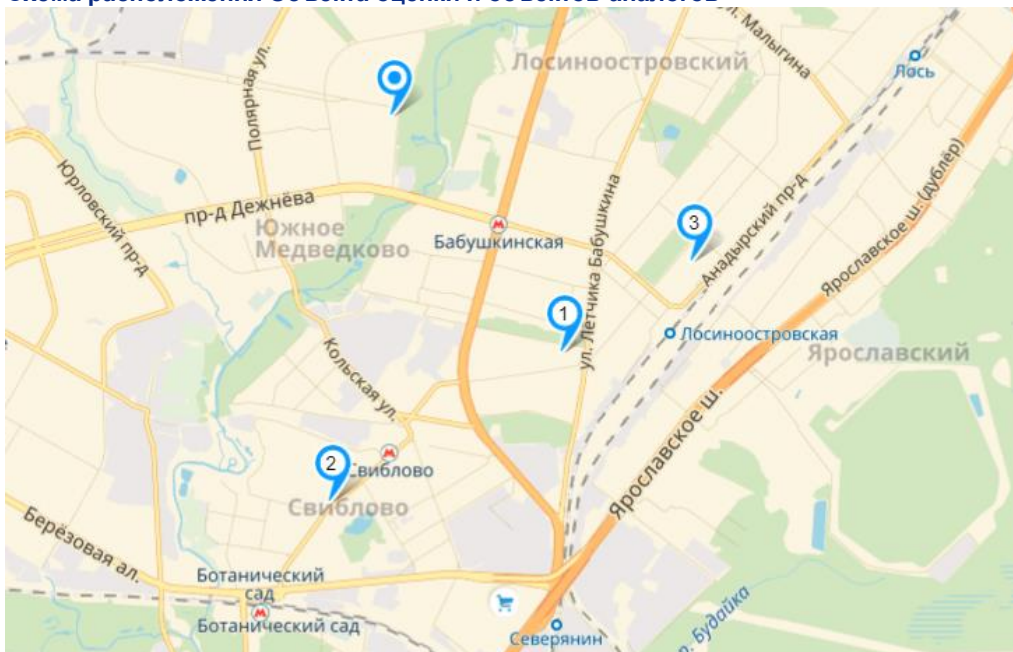 Схема расположения Объекта оценки и объектов аналогов
ул. Малыгина
Лосиноостровский
Лось
Полярная ул.
Юрловский пр-д
пр-д Дежнёва
Южное
Медведково
Бабушкинская
3
Анадырский пр-д
Ярославское ш. (дублёр)
ул. Лётчика Бабушкина
1
Лосиноостровская
Ярославский
Кольская ул.
Ярославское ш.
2
Свиблово
Свиблово
Берёзовая ал.
Ботанический
сад
Ботанический сад
Северянин
р. Будайка